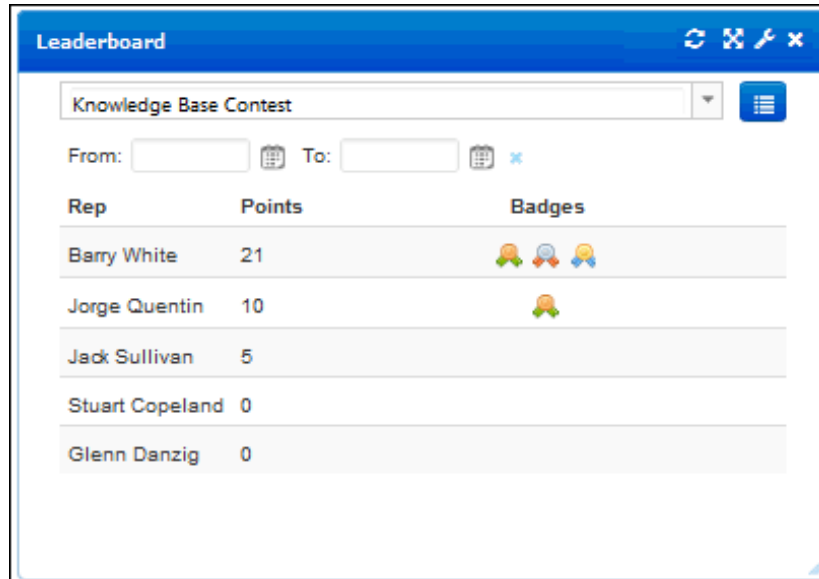 Leaderboard
Knowledge Base Contest
From: To:
Rep Points Badges
Barry White 21
Jorge Quentin 10
Jack Sullivan 5
Stuart Copeland 0
Glenn Danzig 0